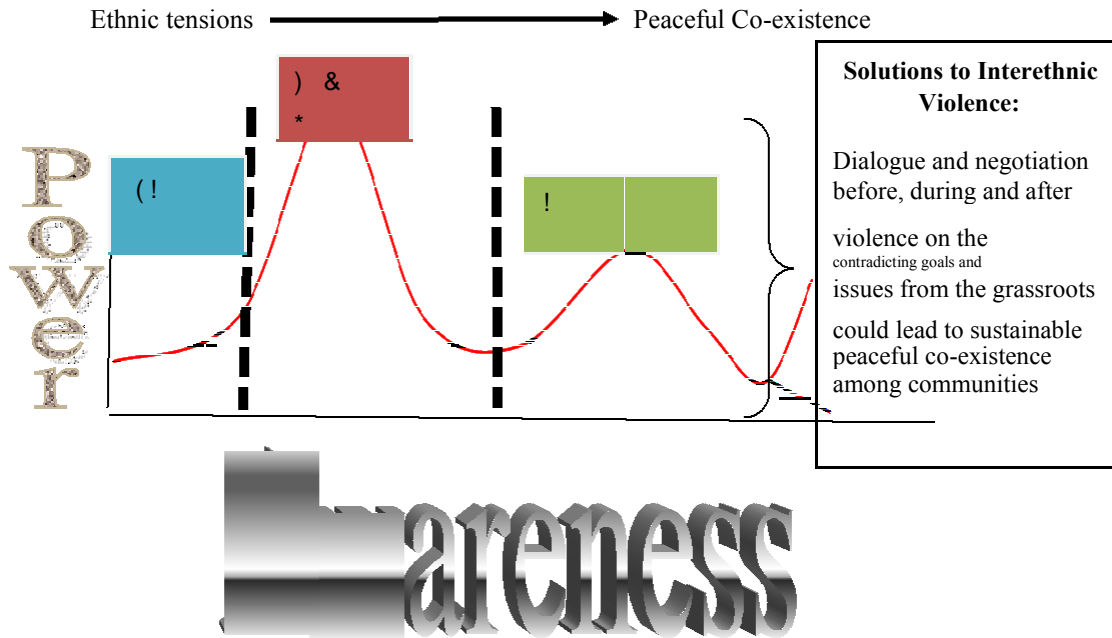 Ethnic tensions Peaceful Co-existence
) &
*
(!
!
Power
Solutions to Interethnic
Violence:
Dialogue and negotiation
before, during and after
violence on the
contradicting goals and
issues from the grassroots
could lead to sustainable
peaceful co-existence
among communities